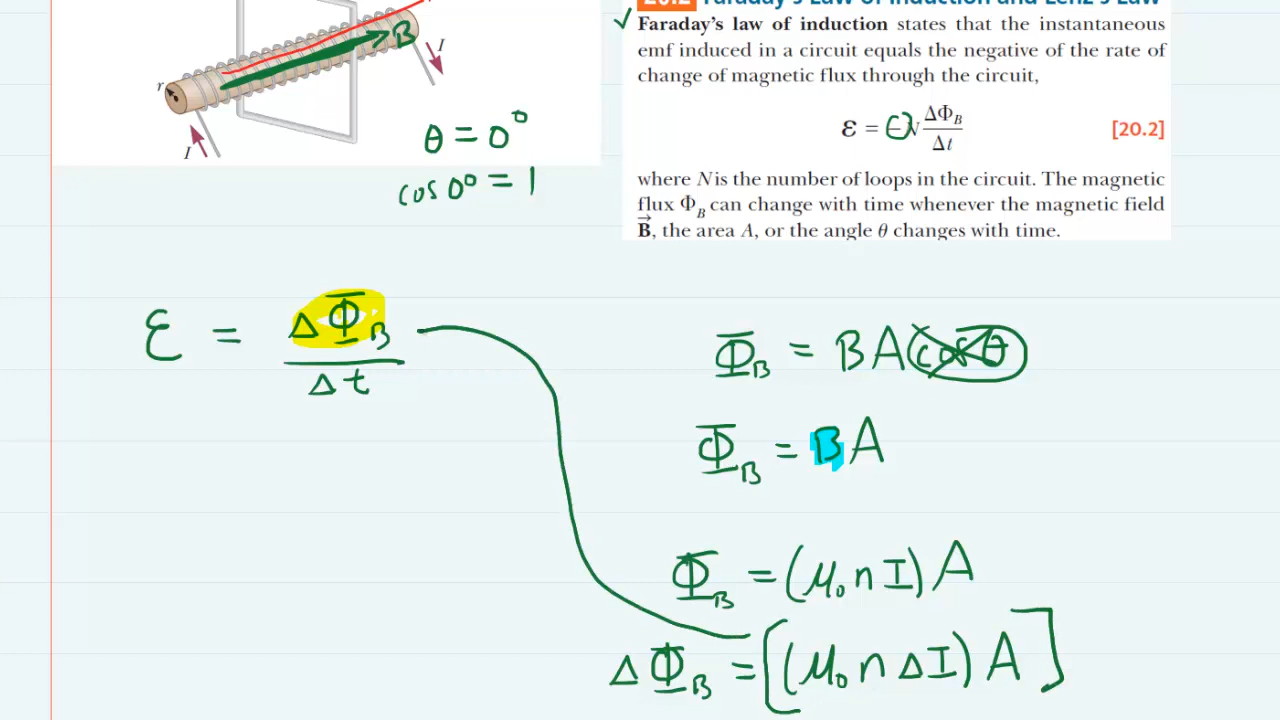 20.2 Faraday's Law of Induction and Lenz's Law
✓ Faraday's law of induction states that the instantaneous
emf induced in a circuit equals the negative of the rate of
change of magnetic flux through the circuit,
ε = −N ΔΦ_B / Δt [20.2]
where N is the number of loops in the circuit. The magnetic
flux Φ_B can change with time whenever the magnetic field
B⃗, the area A, or the angle θ changes with time.
B
I
r
I
θ = 0°
cos 0° = 1
ε = ΔΦ_B / Δt
Φ_B = BA cos θ
Φ_B = BA
Φ_B = (μ₀ n I) A
ΔΦ_B = [(μ₀ n ΔI) A]